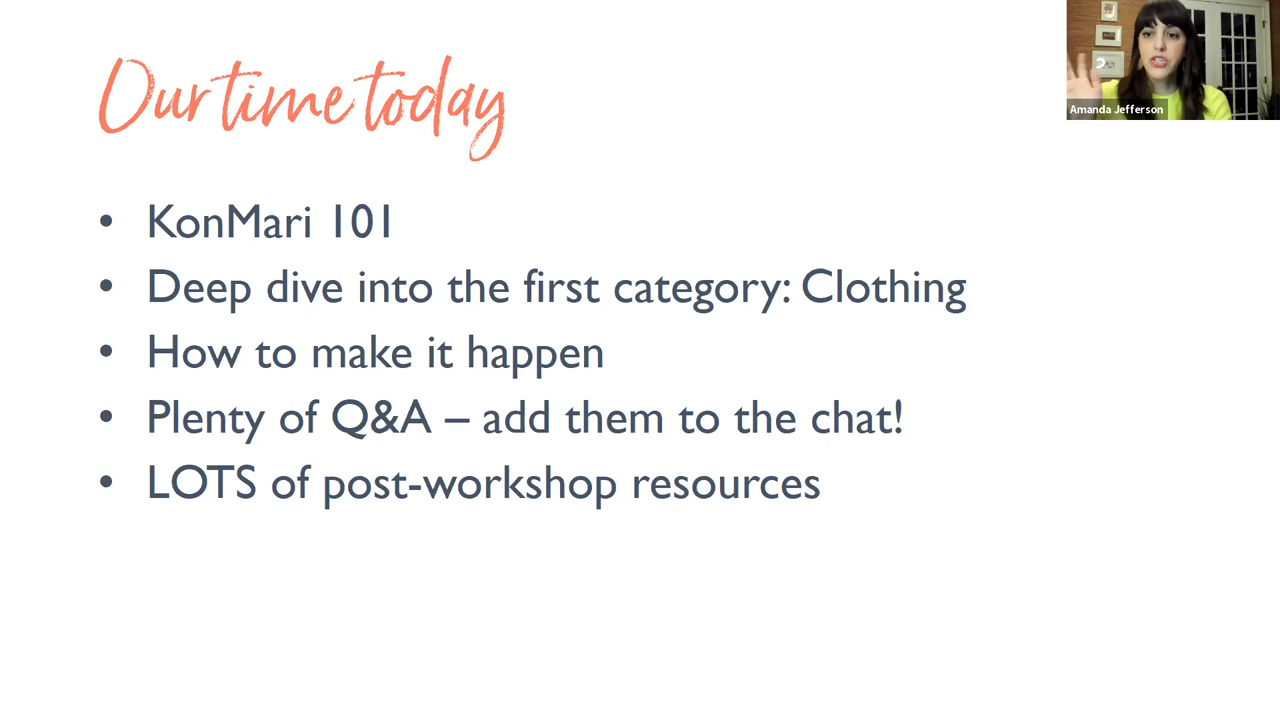 Our time today
Amanda Jefferson
• KonMari 101
• Deep dive into the first category: Clothing
• How to make it happen
• Plenty of Q&A – add them to the chat!
• LOTS of post-workshop resources